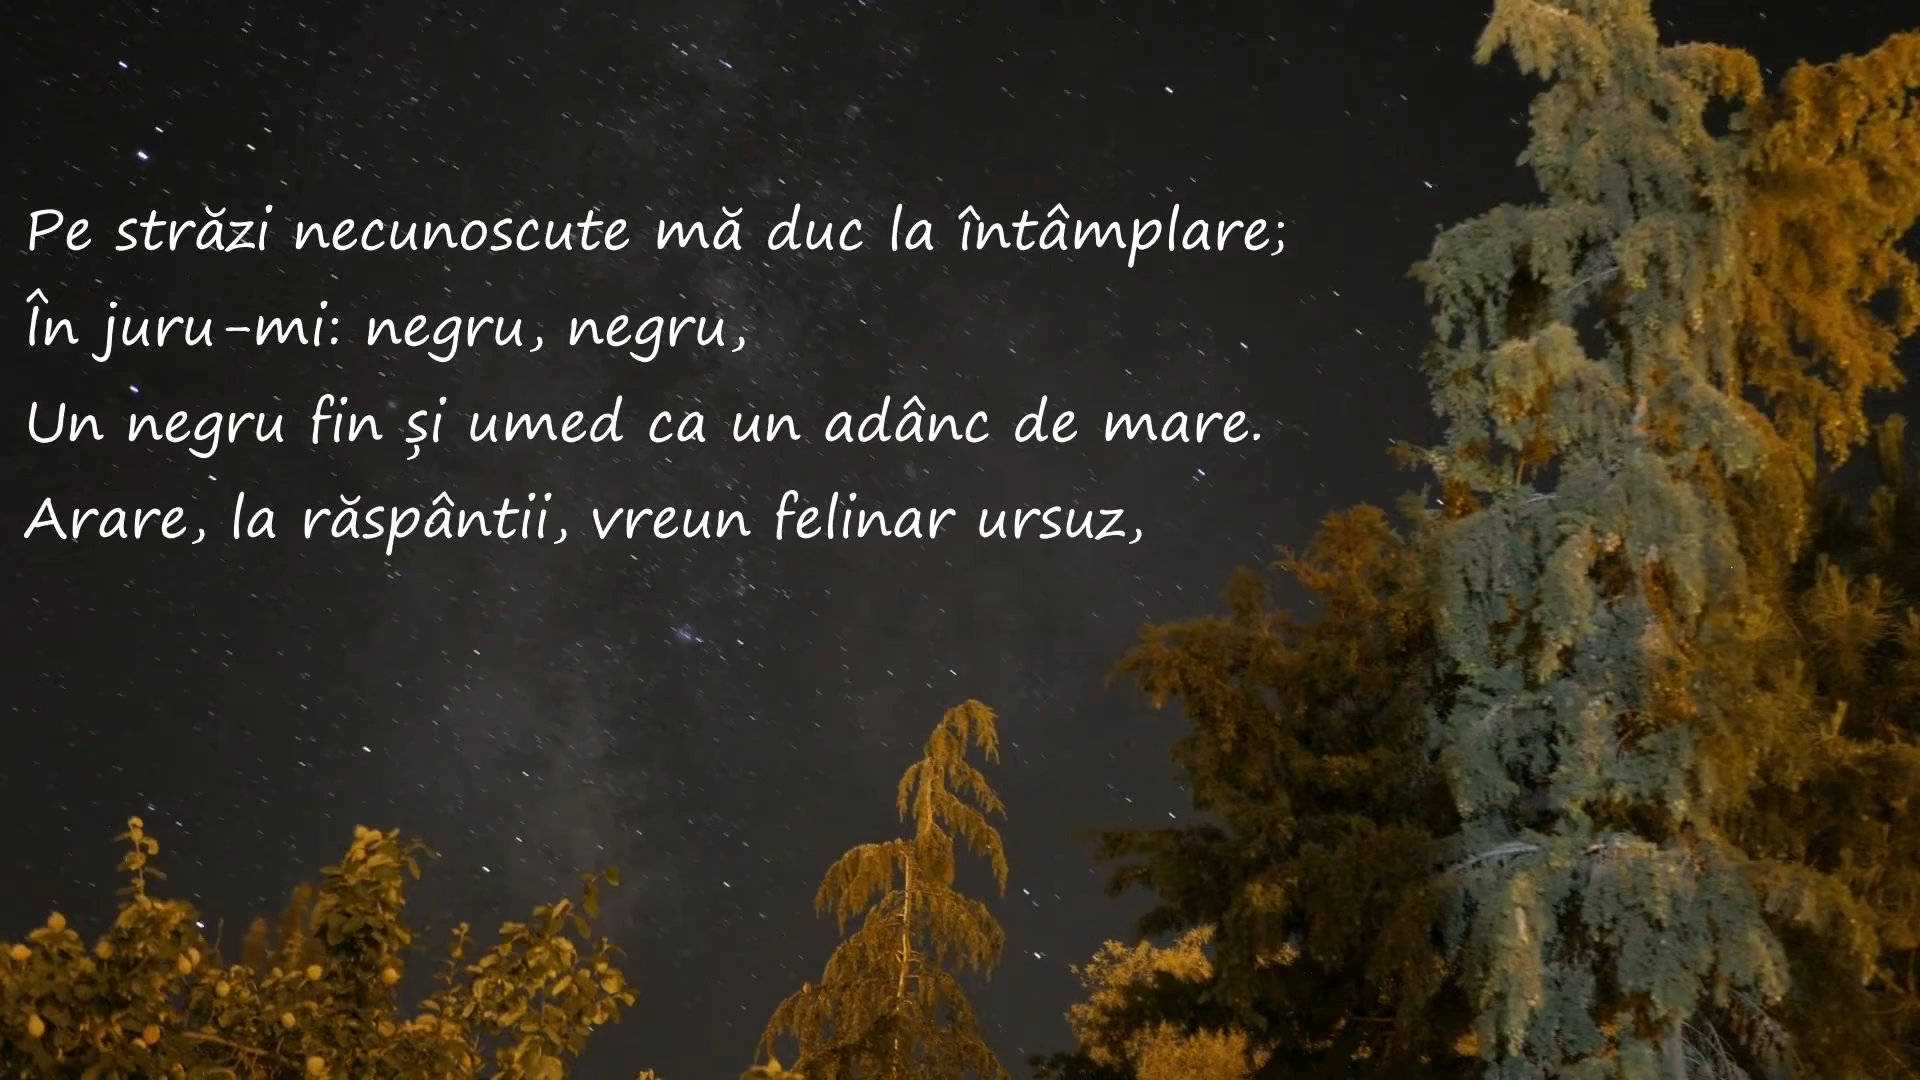 Pe străzi necunoscute mă duc la întâmplare;
În juru-mi: negru, negru,
Un negru fin și umed ca un adânc de mare.
Arare, la răspântii, vreun felinar ursuz,